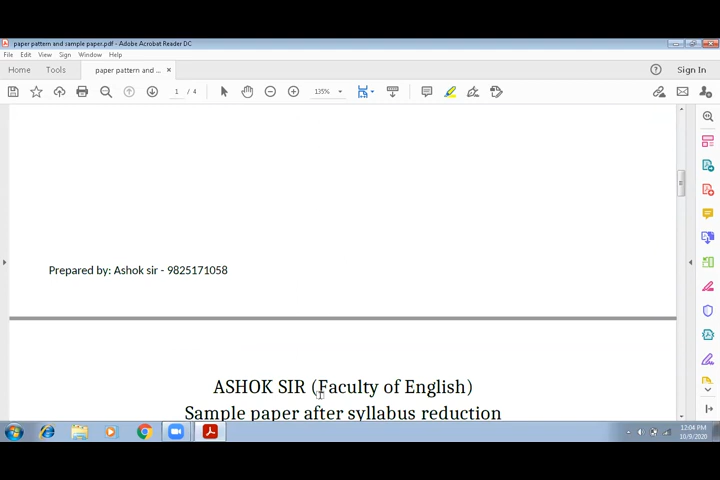 paper pattern and sample paper.pdf - Adobe Acrobat Reader DC
File Edit View Sign Window Help
Home Tools paper pattern and ... × Sign In
1 / 4 135%
Prepared by: Ashok sir - 9825171058
ASHOK SIR (Faculty of English)
Sample paper after syllabus reduction
12:04 PM
10/9/2020